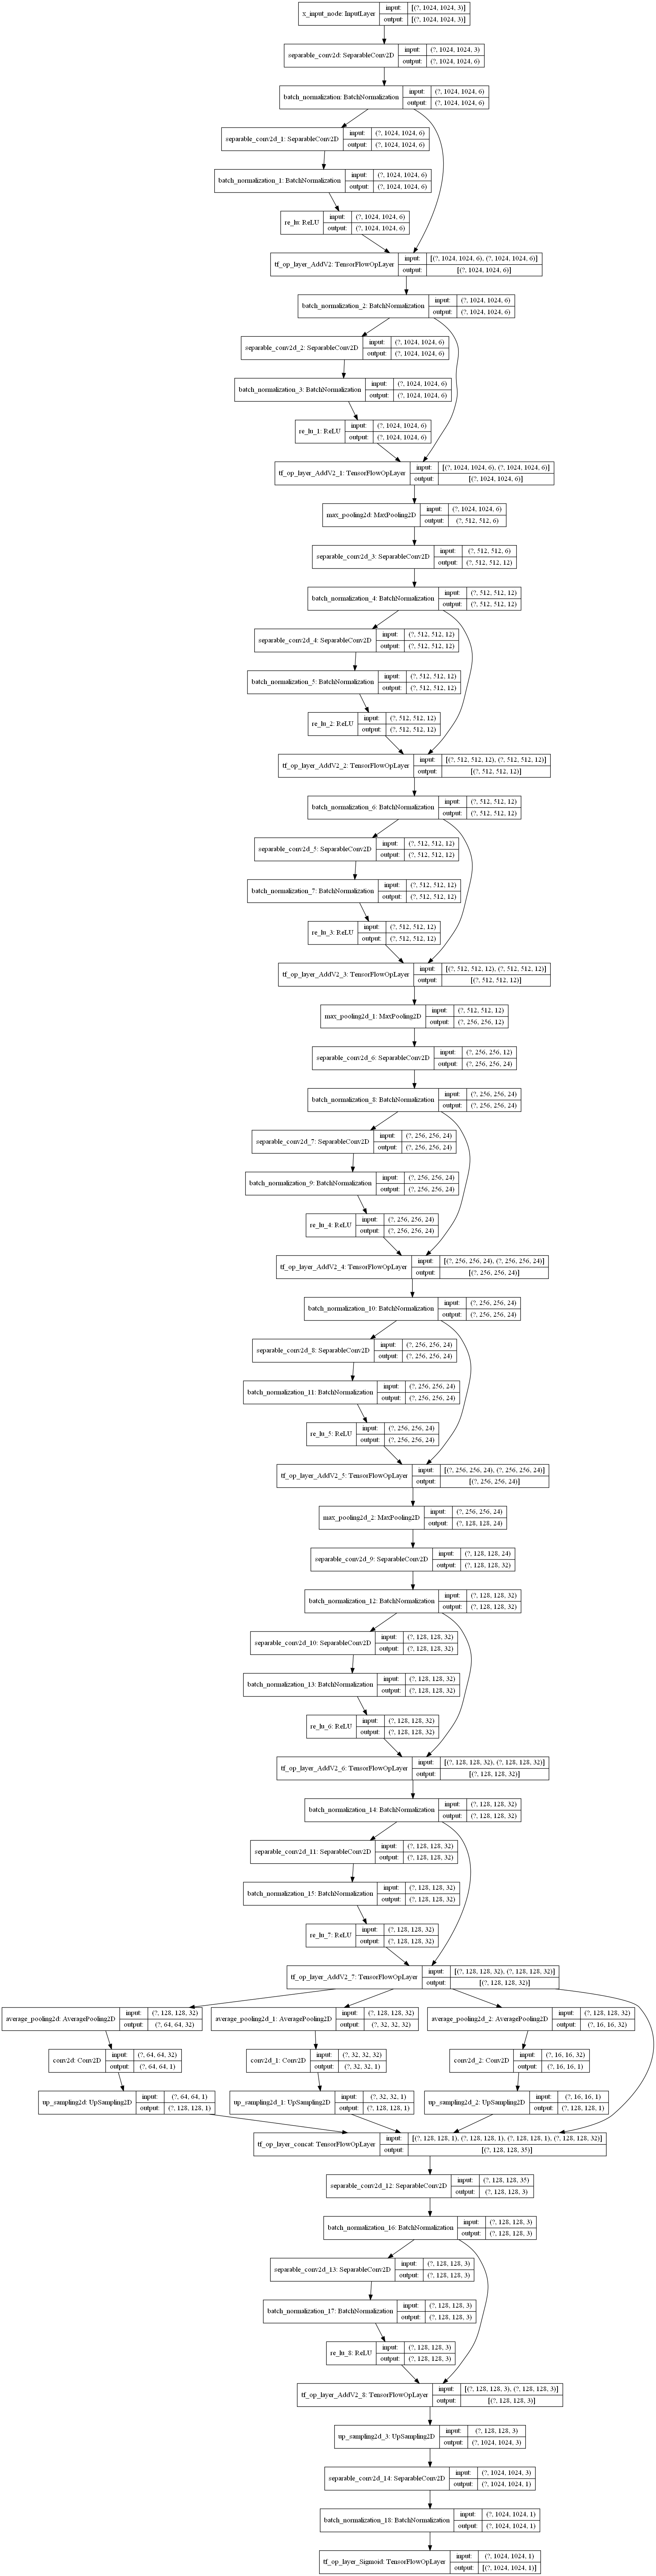 x_input_node: InputLayer input: [(?, 1024, 1024, 3)]
output: [(?, 1024, 1024, 3)]
separable_conv2d: SeparableConv2D input: (?, 1024, 1024, 3)
output: (?, 1024, 1024, 6)
batch_normalization: BatchNormalization input: (?, 1024, 1024, 6)
output: (?, 1024, 1024, 6)
separable_conv2d_1: SeparableConv2D input: (?, 1024, 1024, 6)
output: (?, 1024, 1024, 6)
batch_normalization_1: BatchNormalization input: (?, 1024, 1024, 6)
output: (?, 1024, 1024, 6)
re_lu: ReLU input: (?, 1024, 1024, 6)
output: (?, 1024, 1024, 6)
tf_op_layer_AddV2: TensorFlowOpLayer input: [(?, 1024, 1024, 6), (?, 1024, 1024, 6)]
output: [(?, 1024, 1024, 6)]
batch_normalization_2: BatchNormalization input: (?, 1024, 1024, 6)
output: (?, 1024, 1024, 6)
separable_conv2d_2: SeparableConv2D input: (?, 1024, 1024, 6)
output: (?, 1024, 1024, 6)
batch_normalization_3: BatchNormalization input: (?, 1024, 1024, 6)
output: (?, 1024, 1024, 6)
re_lu_1: ReLU input: (?, 1024, 1024, 6)
output: (?, 1024, 1024, 6)
tf_op_layer_AddV2_1: TensorFlowOpLayer input: [(?, 1024, 1024, 6), (?, 1024, 1024, 6)]
output: [(?, 1024, 1024, 6)]
max_pooling2d: MaxPooling2D input: (?, 1024, 1024, 6)
output: (?, 512, 512, 6)
separable_conv2d_3: SeparableConv2D input: (?, 512, 512, 6)
output: (?, 512, 512, 12)
batch_normalization_4: BatchNormalization input: (?, 512, 512, 12)
output: (?, 512, 512, 12)
separable_conv2d_4: SeparableConv2D input: (?, 512, 512, 12)
output: (?, 512, 512, 12)
batch_normalization_5: BatchNormalization input: (?, 512, 512, 12)
output: (?, 512, 512, 12)
re_lu_2: ReLU input: (?, 512, 512, 12)
output: (?, 512, 512, 12)
tf_op_layer_AddV2_2: TensorFlowOpLayer input: [(?, 512, 512, 12), (?, 512, 512, 12)]
output: [(?, 512, 512, 12)]
batch_normalization_6: BatchNormalization input: (?, 512, 512, 12)
output: (?, 512, 512, 12)
separable_conv2d_5: SeparableConv2D input: (?, 512, 512, 12)
output: (?, 512, 512, 12)
batch_normalization_7: BatchNormalization input: (?, 512, 512, 12)
output: (?, 512, 512, 12)
re_lu_3: ReLU input: (?, 512, 512, 12)
output: (?, 512, 512, 12)
tf_op_layer_AddV2_3: TensorFlowOpLayer input: [(?, 512, 512, 12), (?, 512, 512, 12)]
output: [(?, 512, 512, 12)]
max_pooling2d_1: MaxPooling2D input: (?, 512, 512, 12)
output: (?, 256, 256, 12)
separable_conv2d_6: SeparableConv2D input: (?, 256, 256, 12)
output: (?, 256, 256, 24)
batch_normalization_8: BatchNormalization input: (?, 256, 256, 24)
output: (?, 256, 256, 24)
separable_conv2d_7: SeparableConv2D input: (?, 256, 256, 24)
output: (?, 256, 256, 24)
batch_normalization_9: BatchNormalization input: (?, 256, 256, 24)
output: (?, 256, 256, 24)
re_lu_4: ReLU input: (?, 256, 256, 24)
output: (?, 256, 256, 24)
tf_op_layer_AddV2_4: TensorFlowOpLayer input: [(?, 256, 256, 24), (?, 256, 256, 24)]
output: [(?, 256, 256, 24)]
batch_normalization_10: BatchNormalization input: (?, 256, 256, 24)
output: (?, 256, 256, 24)
separable_conv2d_8: SeparableConv2D input: (?, 256, 256, 24)
output: (?, 256, 256, 24)
batch_normalization_11: BatchNormalization input: (?, 256, 256, 24)
output: (?, 256, 256, 24)
re_lu_5: ReLU input: (?, 256, 256, 24)
output: (?, 256, 256, 24)
tf_op_layer_AddV2_5: TensorFlowOpLayer input: [(?, 256, 256, 24), (?, 256, 256, 24)]
output: [(?, 256, 256, 24)]
max_pooling2d_2: MaxPooling2D input: (?, 256, 256, 24)
output: (?, 128, 128, 24)
separable_conv2d_9: SeparableConv2D input: (?, 128, 128, 24)
output: (?, 128, 128, 32)
batch_normalization_12: BatchNormalization input: (?, 128, 128, 32)
output: (?, 128, 128, 32)
separable_conv2d_10: SeparableConv2D input: (?, 128, 128, 32)
output: (?, 128, 128, 32)
batch_normalization_13: BatchNormalization input: (?, 128, 128, 32)
output: (?, 128, 128, 32)
re_lu_6: ReLU input: (?, 128, 128, 32)
output: (?, 128, 128, 32)
tf_op_layer_AddV2_6: TensorFlowOpLayer input: [(?, 128, 128, 32), (?, 128, 128, 32)]
output: [(?, 128, 128, 32)]
batch_normalization_14: BatchNormalization input: (?, 128, 128, 32)
output: (?, 128, 128, 32)
separable_conv2d_11: SeparableConv2D input: (?, 128, 128, 32)
output: (?, 128, 128, 32)
batch_normalization_15: BatchNormalization input: (?, 128, 128, 32)
output: (?, 128, 128, 32)
re_lu_7: ReLU input: (?, 128, 128, 32)
output: (?, 128, 128, 32)
tf_op_layer_AddV2_7: TensorFlowOpLayer input: [(?, 128, 128, 32), (?, 128, 128, 32)]
output: [(?, 128, 128, 32)]
average_pooling2d: AveragePooling2D input: (?, 128, 128, 32)
output: (?, 64, 64, 32)
average_pooling2d_1: AveragePooling2D input: (?, 128, 128, 32)
output: (?, 32, 32, 32)
average_pooling2d_2: AveragePooling2D input: (?, 128, 128, 32)
output: (?, 16, 16, 32)
conv2d: Conv2D input: (?, 64, 64, 32)
output: (?, 64, 64, 1)
conv2d_1: Conv2D input: (?, 32, 32, 32)
output: (?, 32, 32, 1)
conv2d_2: Conv2D input: (?, 16, 16, 32)
output: (?, 16, 16, 1)
up_sampling2d: UpSampling2D input: (?, 64, 64, 1)
output: (?, 128, 128, 1)
up_sampling2d_1: UpSampling2D input: (?, 32, 32, 1)
output: (?, 128, 128, 1)
up_sampling2d_2: UpSampling2D input: (?, 16, 16, 1)
output: (?, 128, 128, 1)
tf_op_layer_concat: TensorFlowOpLayer input: [(?, 128, 128, 1), (?, 128, 128, 1), (?, 128, 128, 1), (?, 128, 128, 32)]
output: [(?, 128, 128, 35)]
separable_conv2d_12: SeparableConv2D input: (?, 128, 128, 35)
output: (?, 128, 128, 3)
batch_normalization_16: BatchNormalization input: (?, 128, 128, 3)
output: (?, 128, 128, 3)
separable_conv2d_13: SeparableConv2D input: (?, 128, 128, 3)
output: (?, 128, 128, 3)
batch_normalization_17: BatchNormalization input: (?, 128, 128, 3)
output: (?, 128, 128, 3)
re_lu_8: ReLU input: (?, 128, 128, 3)
output: (?, 128, 128, 3)
tf_op_layer_AddV2_8: TensorFlowOpLayer input: [(?, 128, 128, 3), (?, 128, 128, 3)]
output: [(?, 128, 128, 3)]
up_sampling2d_3: UpSampling2D input: (?, 128, 128, 3)
output: (?, 1024, 1024, 3)
separable_conv2d_14: SeparableConv2D input: (?, 1024, 1024, 3)
output: (?, 1024, 1024, 1)
batch_normalization_18: BatchNormalization input: (?, 1024, 1024, 1)
output: (?, 1024, 1024, 1)
tf_op_layer_Sigmoid: TensorFlowOpLayer input: (?, 1024, 1024, 1)
output: [(?, 1024, 1024, 1)]